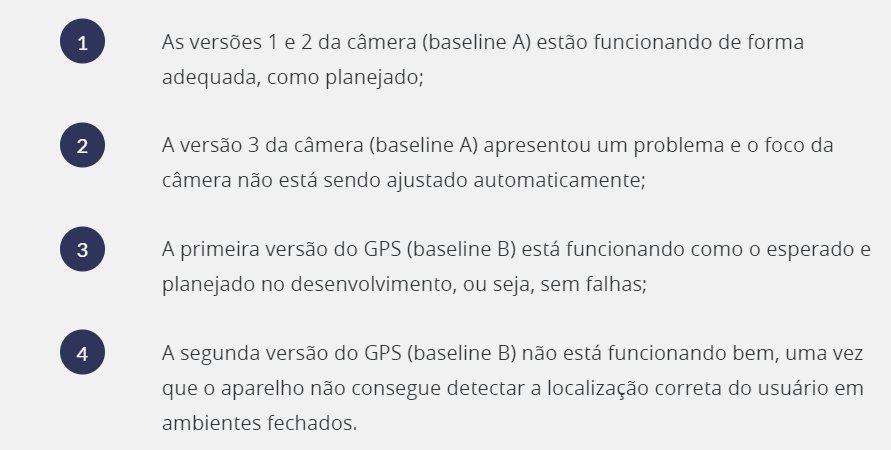 1
As versões 1 e 2 da câmera (baseline A) estão funcionando de forma
adequada, como planejado;
2
A versão 3 da câmera (baseline A) apresentou um problema e o foco da
câmera não está sendo ajustado automaticamente;
3
A primeira versão do GPS (baseline B) está funcionando como o esperado e
planejado no desenvolvimento, ou seja, sem falhas;
4
A segunda versão do GPS (baseline B) não está funcionando bem, uma vez
que o aparelho não consegue detectar a localização correta do usuário em
ambientes fechados.